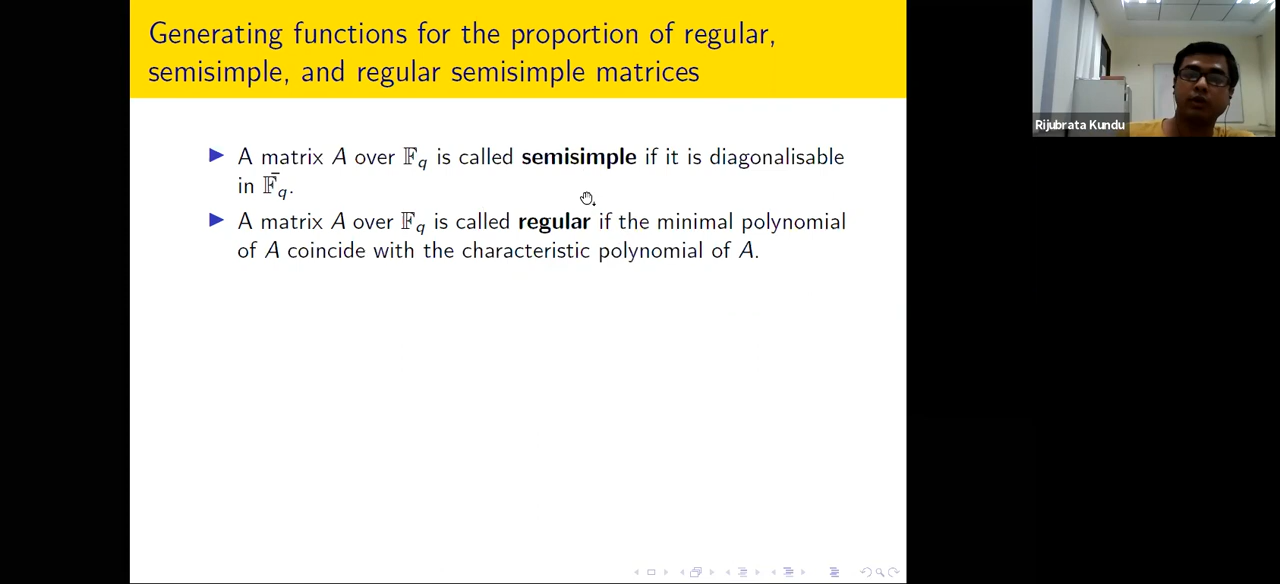 Generating functions for the proportion of regular,
semisimple, and regular semisimple matrices
▶ A matrix A over 𝔽_q is called semisimple if it is diagonalisable
in 𝔽̄_q.
▶ A matrix A over 𝔽_q is called regular if the minimal polynomial
of A coincide with the characteristic polynomial of A.
Rijubrata Kundu